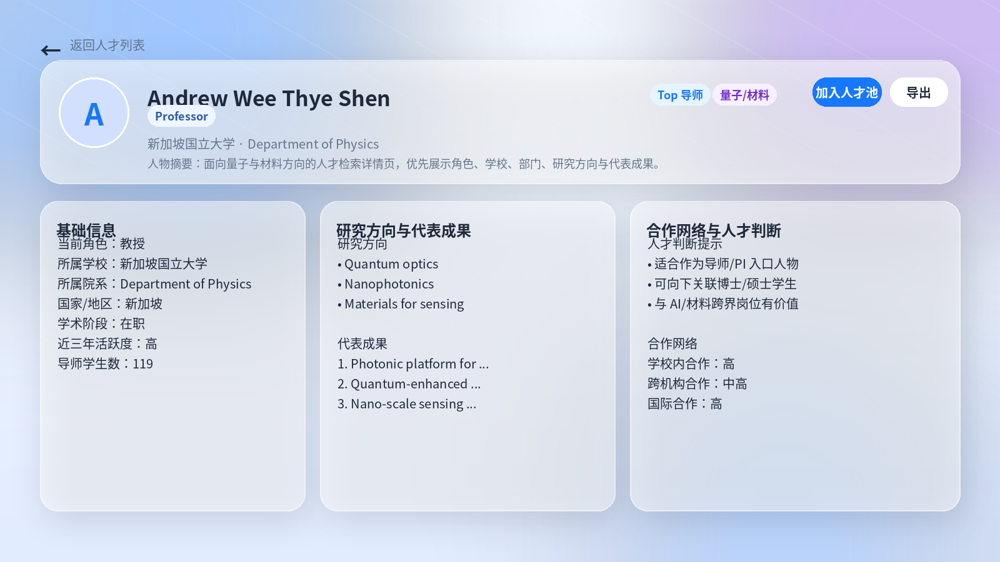 ← 返回人才列表
A
Andrew Wee Thye Shen
Professor
Top 导师
量子/材料
加入人才池
导出
新加坡国立大学 · Department of Physics
人物摘要：面向量子与材料方向的人才检索详情页，优先展示角色、学校、部门、研究方向与代表成果。
基础信息
当前角色：教授
所属学校：新加坡国立大学
所属院系：Department of Physics
国家/地区：新加坡
学术阶段：在职
近三年活跃度：高
导师学生数：119
研究方向与代表成果
研究方向
• Quantum optics
• Nanophotonics
• Materials for sensing
代表成果
1. Photonic platform for ...
2. Quantum-enhanced ...
3. Nano-scale sensing ...
合作网络与人才判断
人才判断提示
• 适合作为导师/PI 入口人物
• 可向下关联博士/硕士学生
• 与 AI/材料跨界岗位有价值
合作网络
学校内合作：高
跨机构合作：中高
国际合作：高